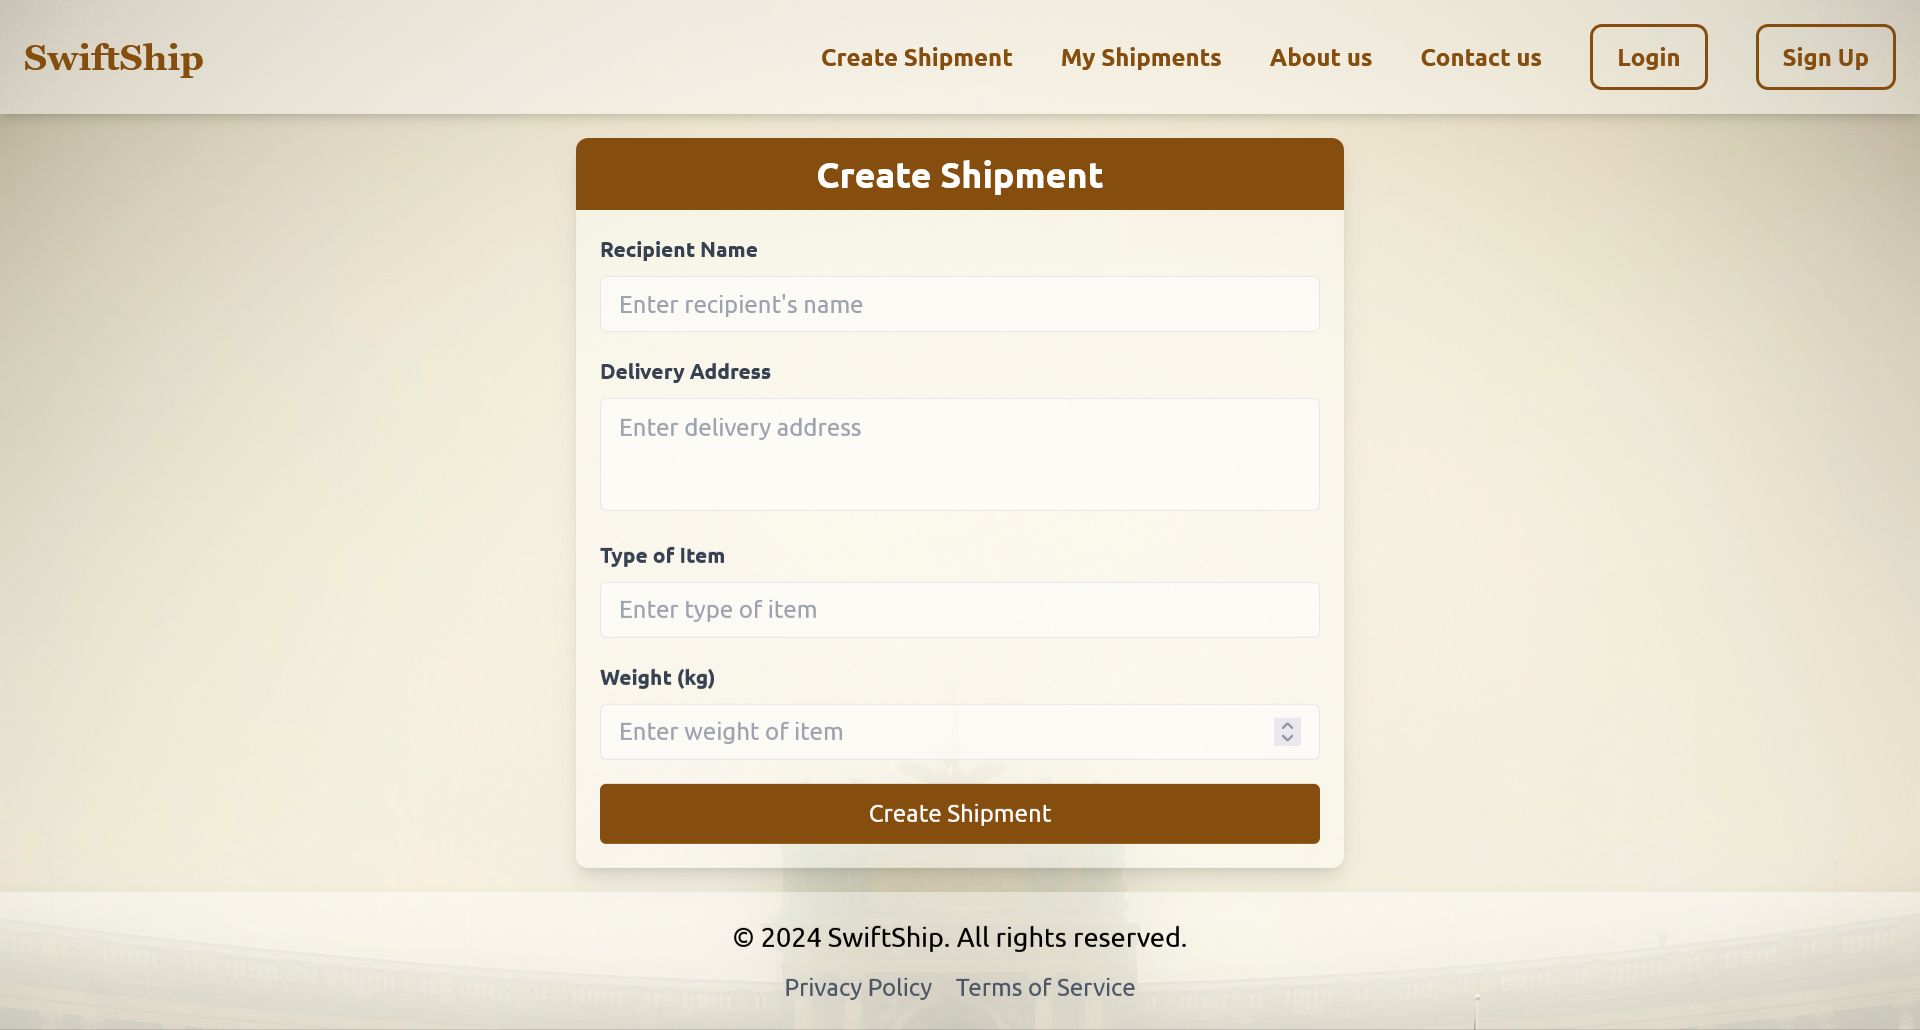 SwiftShip
Create Shipment
My Shipments
About us
Contact us
Login
Sign Up
Create Shipment
Recipient Name
Enter recipient's name
Delivery Address
Enter delivery address
Type of Item
Enter type of item
Weight (kg)
Enter weight of item
Create Shipment
© 2024 SwiftShip. All rights reserved.
Privacy Policy
Terms of Service